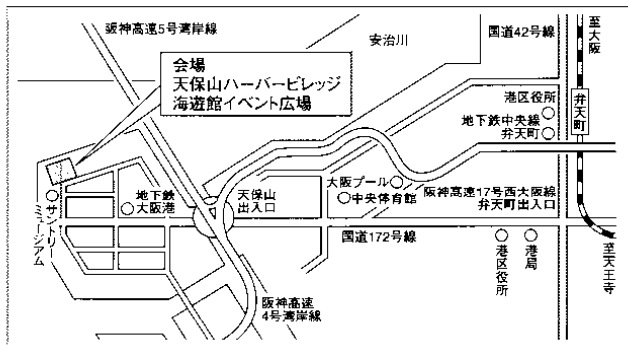 阪神高速5号湾岸線
安治川
国道42号線
至大阪
会場
天保山ハーバービレッジ
海遊館イベント広場
港区役所
地下鉄中央線
弁天町
弁天町
大阪プール
中央体育館
阪神高速17号西大阪線
弁天町出入口
地下鉄
大阪港
天保山
出入口
サントリー
ミュージアム
国道172号線
港区役所
港局
至天王寺
阪神高速
4号湾岸線